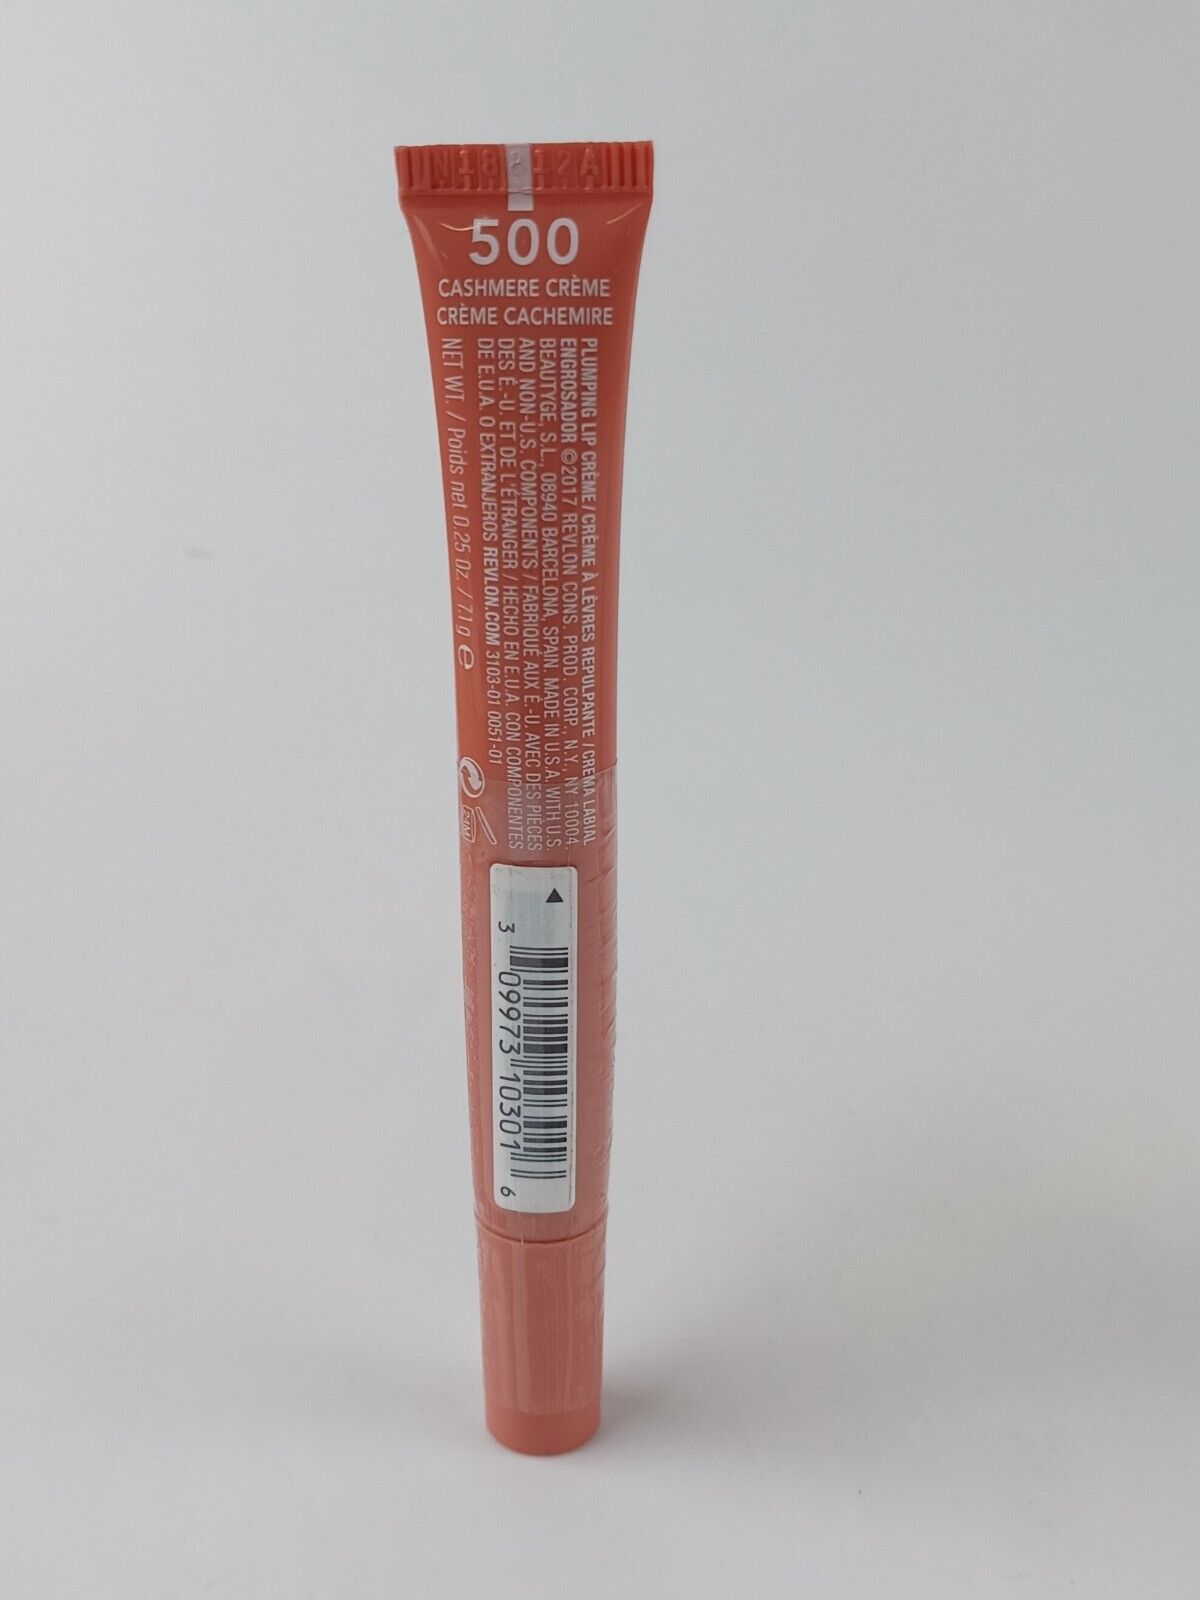 500
CASHMERE CRÈME
CRÈME CACHEMIRE
PLUMPING LIP CRÈME / CRÈME À LÈVRES REPULPANTE / CREMA LABIAL
ENGROSADOR ©2017 REVLON CONS. PROD. CORP., N.Y., NY 10004.
BEAUTYGE, S.L., 08940 BARCELONA, SPAIN. MADE IN U.S.A. WITH U.S.
AND NON-U.S. COMPONENTS / FABRIQUÉ AUX É.-U. AVEC DES PIÈCES
DES É.-U. ET DE L'ÉTRANGER / HECHO EN E.U.A. CON COMPONENTES
DE E.U.A. O EXTRANJEROS REVLON.COM 3103-01 0051-01
NET WT. / Poids net 0.25 Oz. / 7.1 g e
24M
3 09973 10301 6